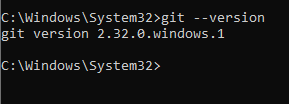 C:\Windows\System32>git --version
git version 2.32.0.windows.1
C:\Windows\System32>